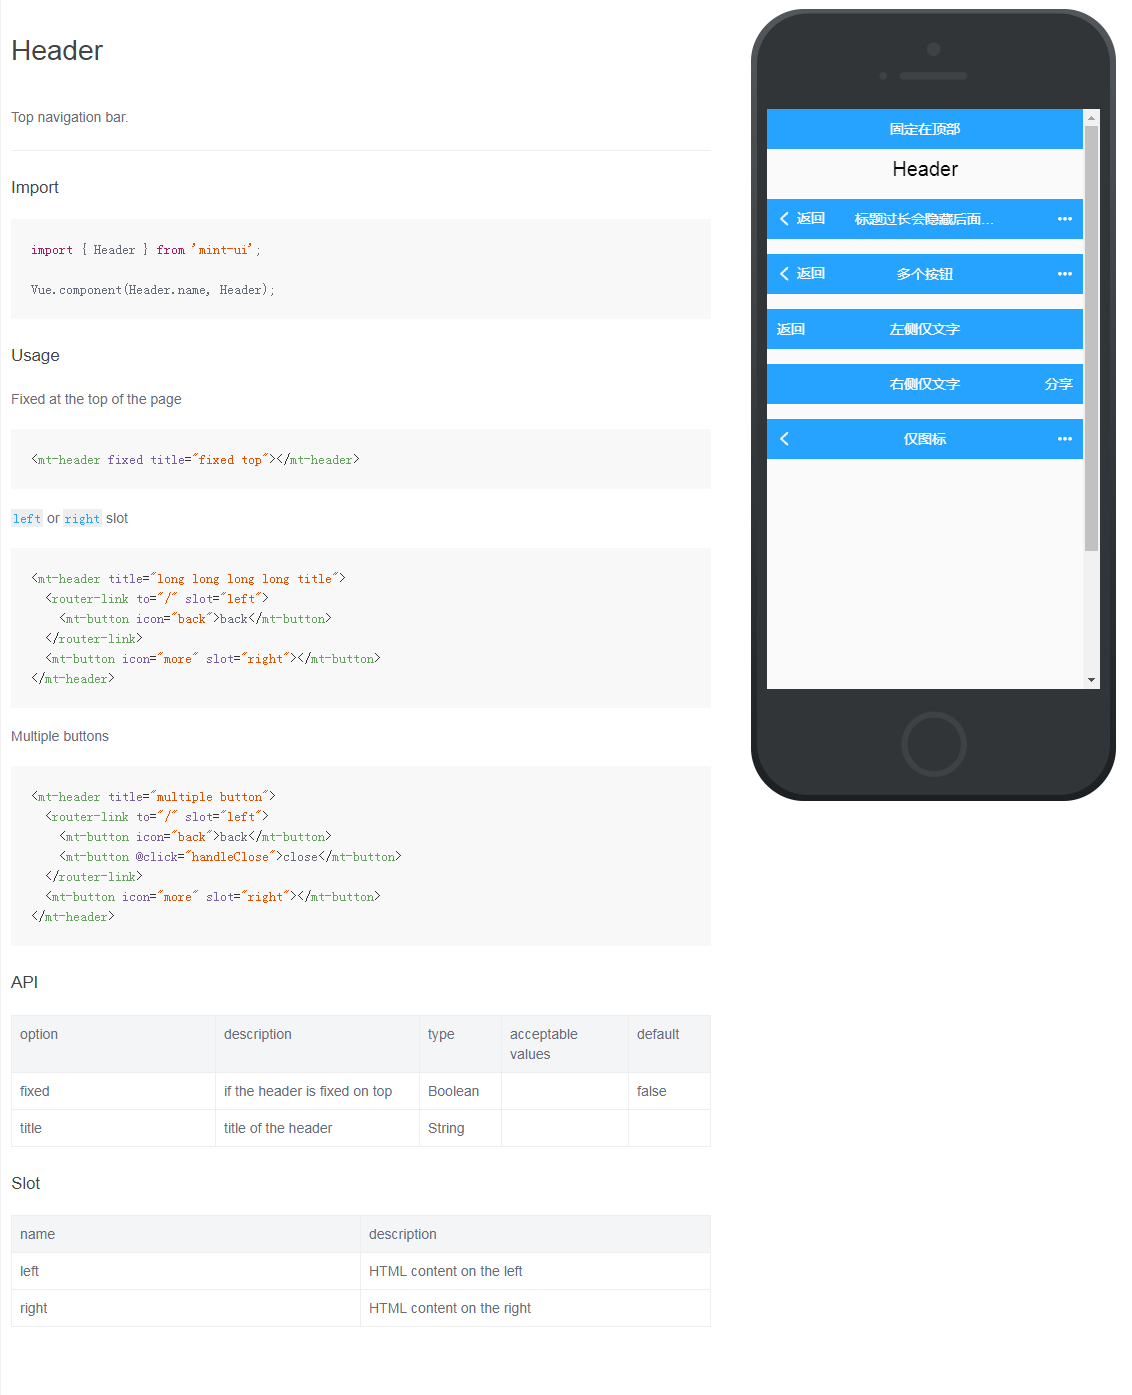 Header
Top navigation bar.
Import
import { Header } from 'mint-ui';
Vue.component(Header.name, Header);
Usage
Fixed at the top of the page
<mt-header fixed title="fixed top"></mt-header>
left or right slot
<mt-header title="long long long long title">
  <router-link to="/" slot="left">
    <mt-button icon="back">back</mt-button>
  </router-link>
  <mt-button icon="more" slot="right"></mt-button>
</mt-header>
Multiple buttons
<mt-header title="multiple button">
  <router-link to="/" slot="left">
    <mt-button icon="back">back</mt-button>
    <mt-button @click="handleClose">close</mt-button>
  </router-link>
  <mt-button icon="more" slot="right"></mt-button>
</mt-header>
API
option description type acceptable values default
fixed if the header is fixed on top Boolean false
title title of the header String
Slot
name description
left HTML content on the left
right HTML content on the right
固定在顶部
Header
返回 标题过长会隐藏后面...
返回 多个按钮
返回 左侧仅文字
右侧仅文字 分享
仅图标